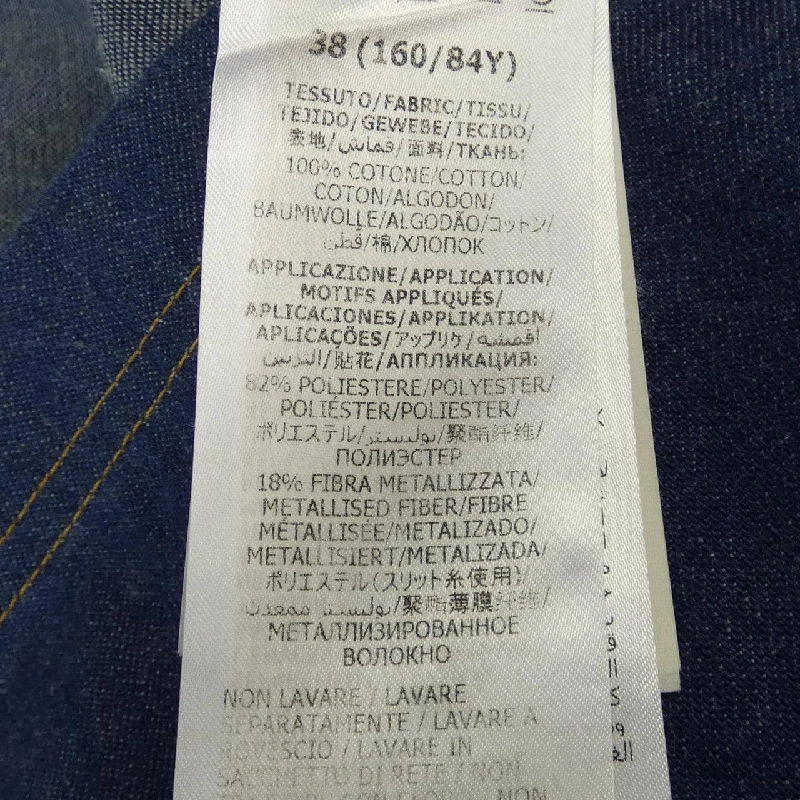 38 (160/84Y)
TESSUTO/FABRIC/TISSU/
TEJIDO/GEWEBE/TECIDO/
表地/قماش/面料/ТКАНЬ:
100% COTONE/COTTON/
COTON/ALGODON/
BAUMWOLLE/ALGODÃO/コットン/
قطن/棉/ХЛОПОК
APPLICAZIONE/APPLICATION/
MOTIFS APPLIQUÉS/
APLICACIONES/APPLIKATION/
APLICAÇÕES/アップリケ/أقمشة
/贴花/АППЛИКАЦИЯ:
82% POLIESTERE/POLYESTER/
POLIÉSTER/POLIESTER/
ポリエステル/بوليستر/聚酯纤维/
ПОЛИЭСТЕР
18% FIBRA METALLIZZATA/
METALLISED FIBER/FIBRE
MÉTALLISÉE/METALIZADO/
METALLISIERT/METALIZADA/
ポリエステル(スリット糸使用)/
بوليستر/聚酯薄膜纤维/
МЕТАЛЛИЗИРОВАННОЕ
ВОЛОКНО
NON LAVARE / LAVARE
SEPARATAMENTE / LAVARE A
ROVESCIO / LAVARE IN
SACCHETTO DI RETE / NON